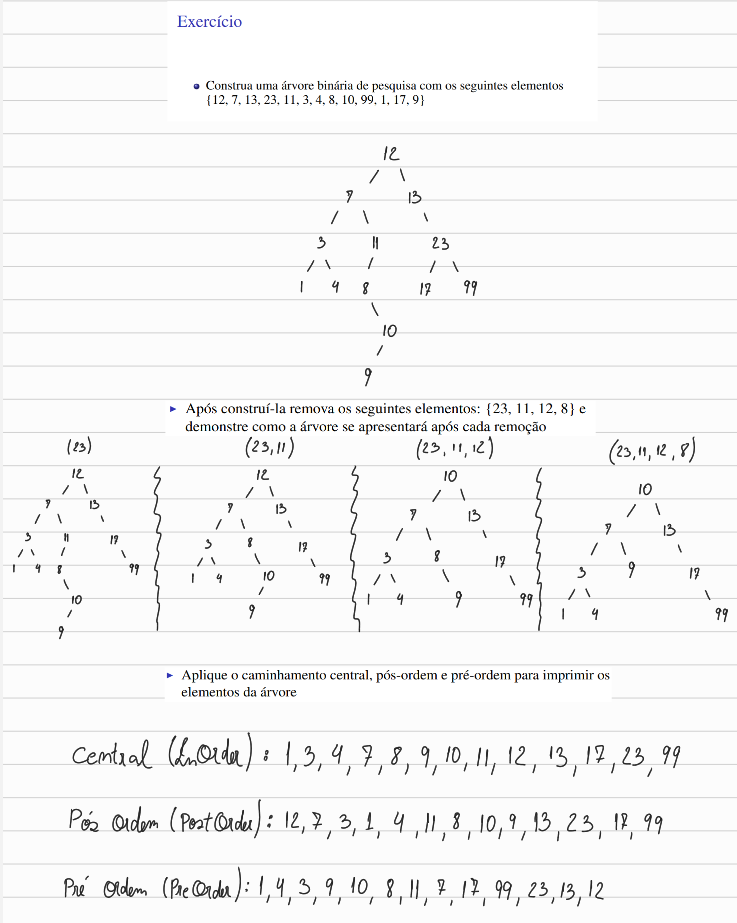 Exercício
Construa uma árvore binária de pesquisa com os seguintes elementos
{12, 7, 13, 23, 11, 3, 4, 8, 10, 99, 1, 17, 9}
12
7 13
3 11 23
1 4 8 17 99
10
9
Após construí-la remova os seguintes elementos: {23, 11, 12, 8} e
demonstre como a árvore se apresentará após cada remoção
(23)
12
7 13
3 11 17
1 4 8 99
10
9
(23,11)
12
7 13
3 8 17
1 4 10 99
9
(23, 11, 12)
10
7 13
3 8 17
1 4 9 99
(23,11,12,8)
10
7 13
3 9 17
1 4 99
Aplique o caminhamento central, pós-ordem e pré-ordem para imprimir os
elementos da árvore
Central (InOrder): 1, 3, 4, 7, 8, 9, 10, 11, 12, 13, 17, 23, 99
Pós Ordem (PostOrder): 12, 7, 3, 1, 4, 11, 8, 10, 9, 13, 23, 17, 99
Pré Ordem (PreOrder): 1, 4, 3, 9, 10, 8, 11, 7, 17, 99, 23, 13, 12